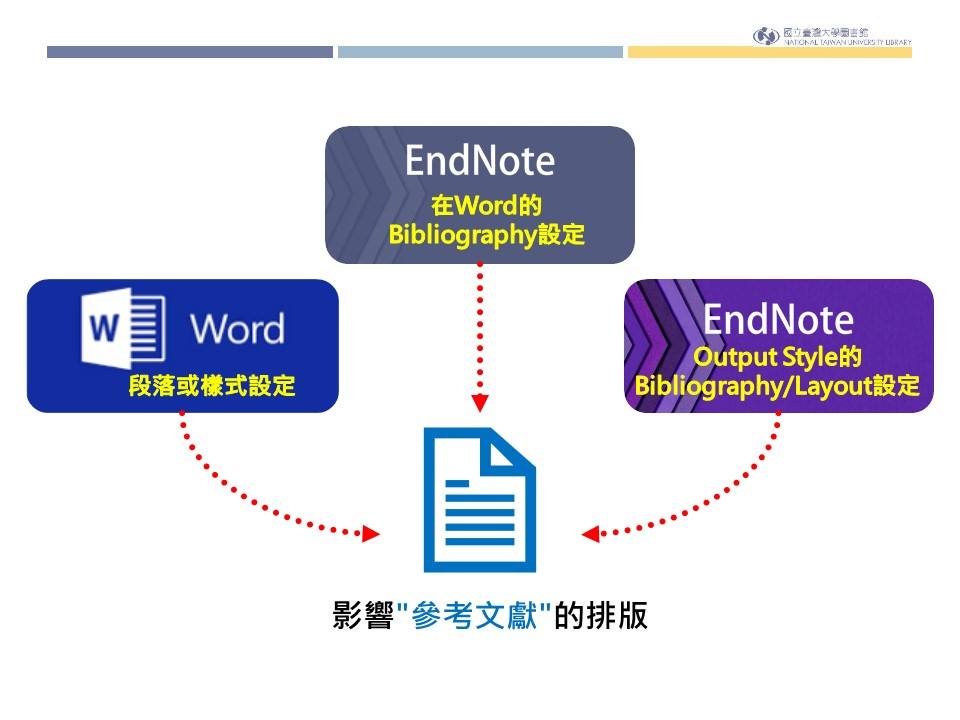 國立臺灣大學圖書館
NATIONAL TAIWAN UNIVERSITY LIBRARY
EndNote
在Word的
Bibliography設定
W Word
段落或樣式設定
EndNote
Output Style的
Bibliography/Layout設定
影響"參考文獻"的排版